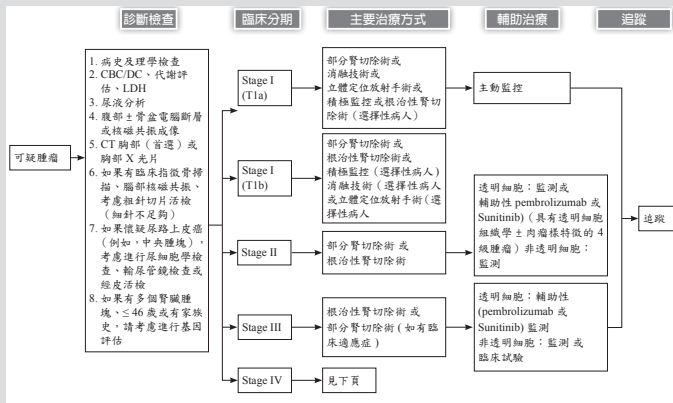 診斷檢查
臨床分期
主要治療方式
輔助治療
追蹤
可疑腫瘤
1. 病史及理學檢查
2. CBC/DC、代謝評
估、LDH
3. 尿液分析
4. 腹部 ± 骨盆電腦斷層
或核磁共振成像
5. CT 胸部（首選）或
胸部 X 光片
6. 如果有臨床指徵骨掃
描、腦部核磁共振、
考慮粗針切片活檢
（細針不足夠）
7. 如果懷疑尿路上皮癌
（例如，中央腫塊），
考慮進行尿細胞學檢
查、輸尿管鏡檢查或
經皮活檢
8. 如果有多個腎臟腫
塊、≤ 46 歲或有家族
史，請考慮進行基因
評估
Stage I
(T1a)
部分腎切除術或
消融技術或
立體定位放射手術或
積極監控或根治性腎切
除術（選擇性病人）
主動監控
Stage I
(T1b)
部分腎切除術或
根治性腎切除術或
積極監控（選擇性病人）
消融技術（選擇性病人
或立體定位放射手術（選
擇性病人
Stage II
部分腎切除術 或
根治性腎切除術
透明細胞：監測或
輔助性 pembrolizumab 或
Sunitinib)（具有透明細胞
組織學 ± 肉瘤樣特徵的 4
級腫瘤）非透明細胞：
監測
Stage III
根治性腎切除術 或
部分腎切除術 ( 如有臨
床適應症 )
透明細胞：輔助性
(pembrolizumab 或
Sunitinib) 監測
非透明細胞：監測 或
臨床試驗
Stage IV
見下頁
追蹤